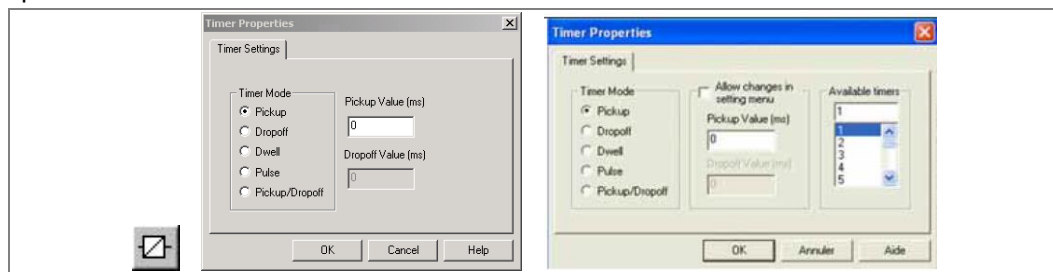 Timer Properties
Timer Settings
Timer Mode
Pickup
Dropoff
Dwell
Pulse
Pickup/Dropoff
Pickup Value (ms)
0
Dropoff Value (ms)
0
OK Cancel Help
Timer Properties
Timer Settings
Timer Mode
Pickup
Dropoff
Dwell
Pulse
Pickup/Dropoff
Allow changes in
setting menu
Pickup Value (ms)
0
Dropoff Value (ms)
0
Available timers
1
1
2
3
4
5
OK Annuler Aide